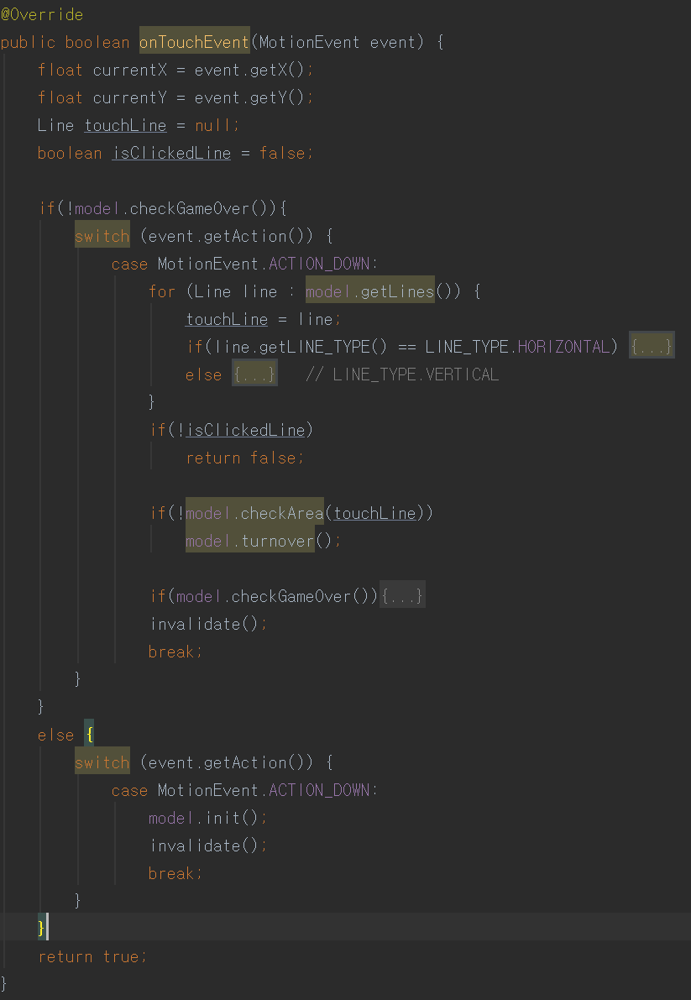 @Override
public boolean onTouchEvent(MotionEvent event) {
    float currentX = event.getX();
    float currentY = event.getY();
    Line touchLine = null;
    boolean isClickedLine = false;

    if(!model.checkGameOver()){
        switch (event.getAction()) {
            case MotionEvent.ACTION_DOWN:
                for (Line line : model.getLines()) {
                    touchLine = line;
                    if(line.getLINE_TYPE() == LINE_TYPE.HORIZONTAL) {...}
                    else {...}   // LINE_TYPE.VERTICAL
                }
                if(!isClickedLine)
                    return false;

                if(!model.checkArea(touchLine))
                    model.turnover();

                if(model.checkGameOver()){...}
                invalidate();
                break;
        }
    }
    else {
        switch (event.getAction()) {
            case MotionEvent.ACTION_DOWN:
                model.init();
                invalidate();
                break;
        }
    }
    return true;
}